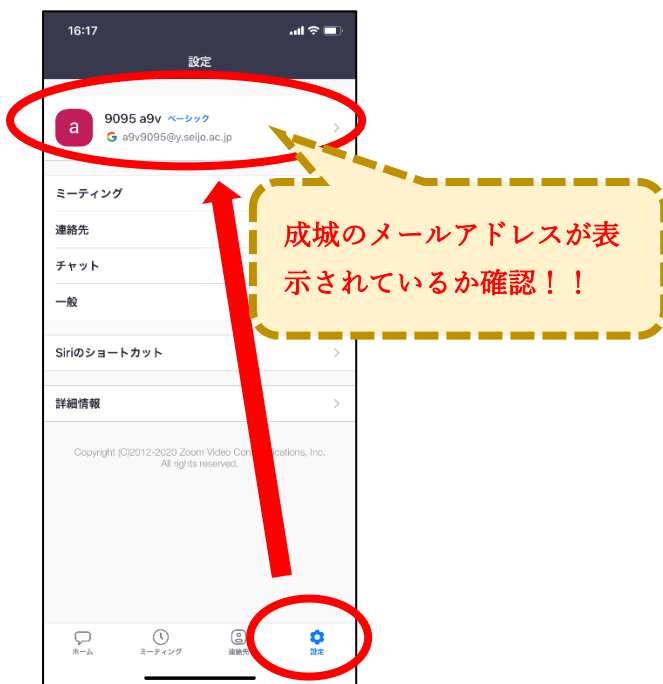 16:17
設定
a
9095 a9v ベーシック
G a9v9095@y.seijo.ac.jp
ミーティング
連絡先
チャット
一般
成城のメールアドレスが表
示されているか確認！！
Siriのショートカット
詳細情報
Copyright (C)2012-2020 Zoom Video Com ications, Inc.
All rights reserved.
ホーム
ミーティング
連絡先
設定